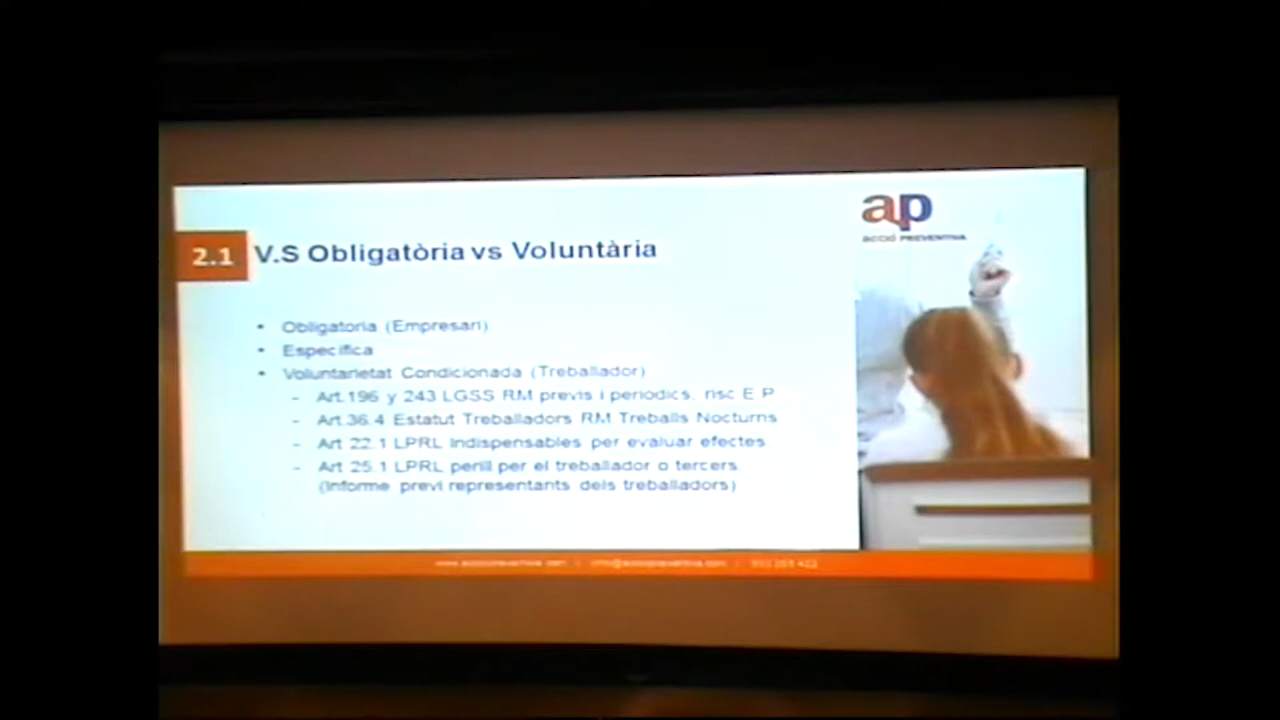 ap
ACCIÓ PREVENTIVA
2.1 V.S Obligatòria vs Voluntària
• Obligatoria (Empresari)
• Específica
• Voluntarietat Condicionada (Treballador)
- Art.196 y 243 LGSS RM previs i periodics. risc E.P
- Art.36.4 Estatut Treballadors RM Treballs Nocturns
- Art 22.1 LPRL Indispensables per evaluar efectes.
- Art 25.1 LPRL perill per el treballador o tercers.
(Informe previ representants dels treballadors)